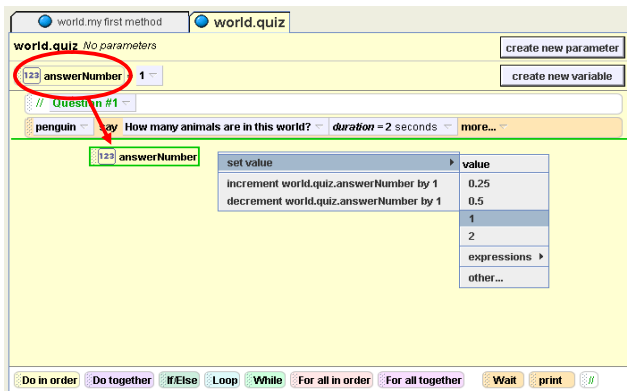 world.my first method world.quiz
world.quiz No parameters create new parameter
123 answerNumber = 1 create new variable
// Question #1
penguin say How many animals are in this world? duration = 2 seconds more...
123 answerNumber
set value value
increment world.quiz.answerNumber by 1 0.25
decrement world.quiz.answerNumber by 1 0.5
1
2
expressions
other...
Do in order Do together If/Else Loop While For all in order For all together Wait print //